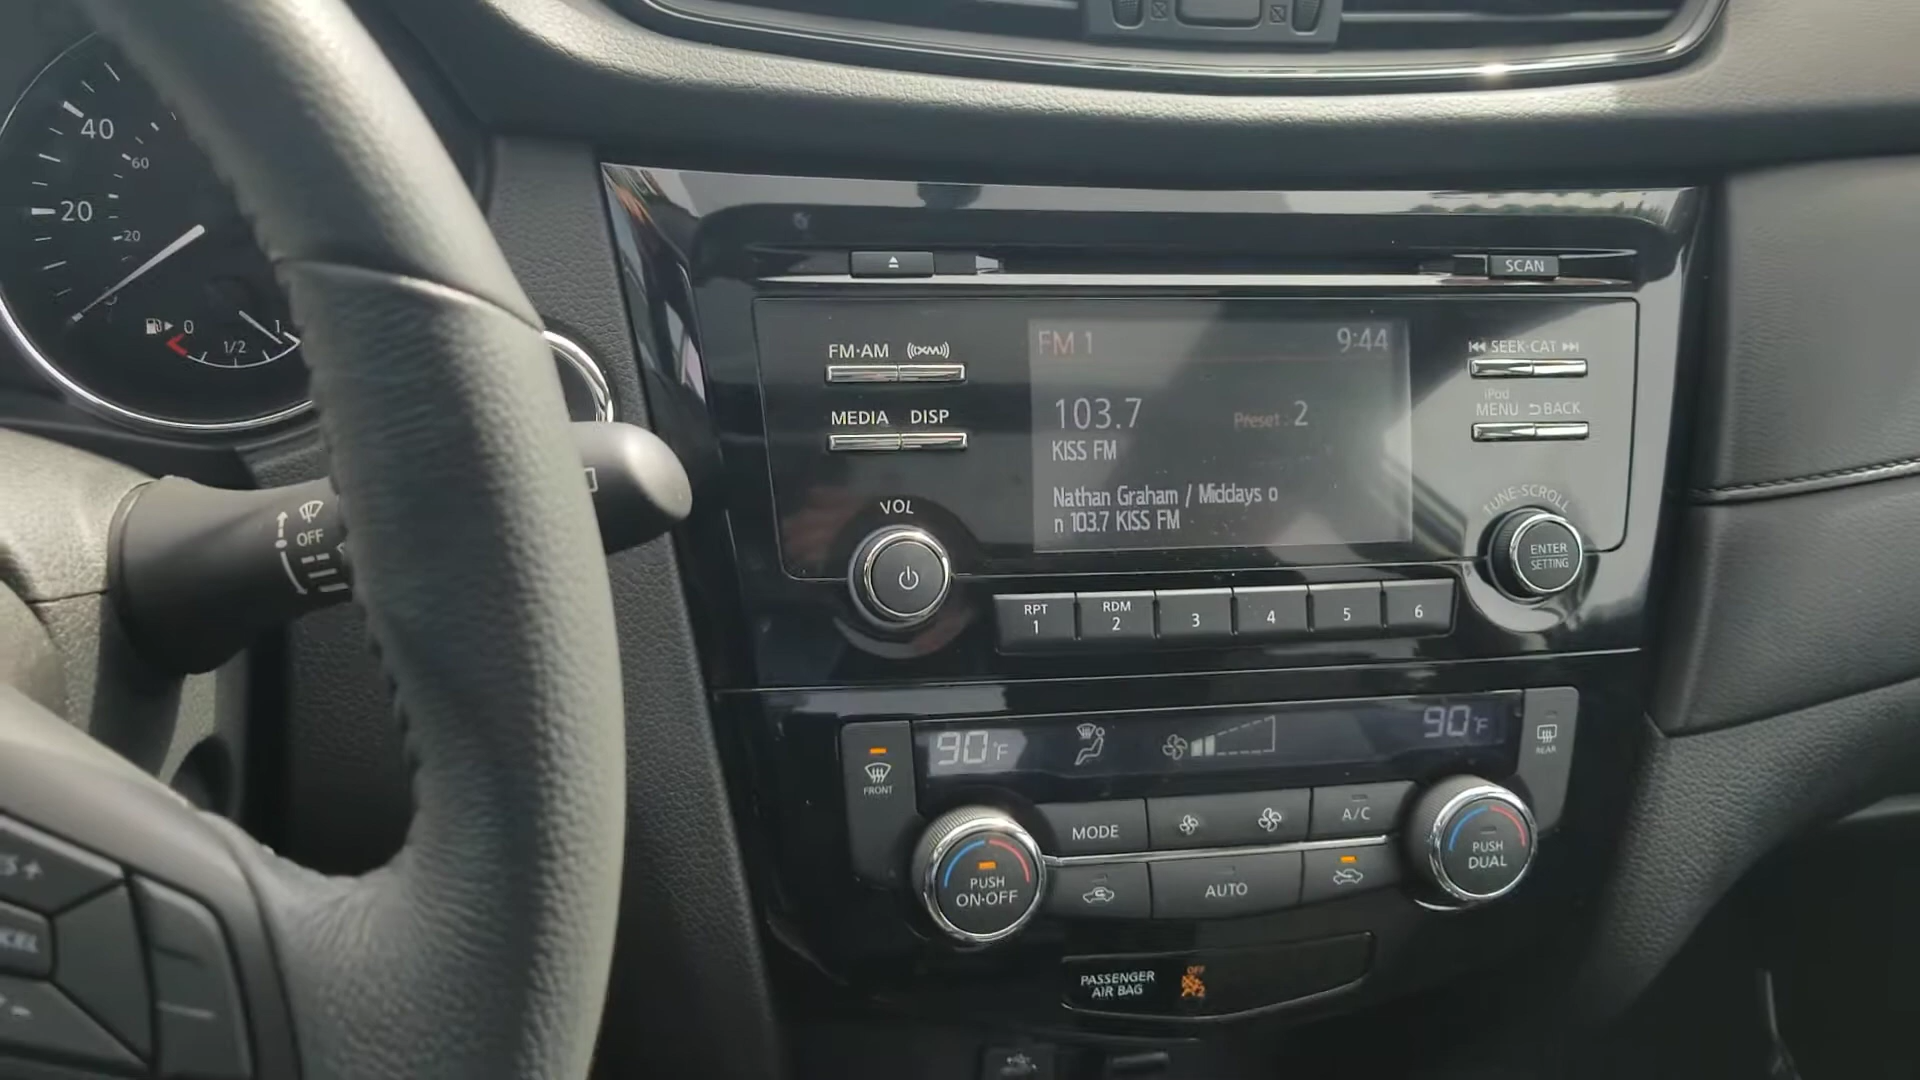 40
60
20
20
0
1/2
1
OFF
SCAN
FM·AM
(((XM)))
MEDIA DISP
VOL
FM 1 9:44
103.7 Preset : 2
KISS FM
Nathan Graham / Middays o
n 103.7 KISS FM
SEEK·CAT
iPod
MENU BACK
TUNE·SCROLL
ENTER
SETTING
RPT
1
RDM
2
3
4
5
6
90°F
90°F
FRONT
REAR
MODE
A/C
PUSH
ON·OFF
AUTO
PUSH
DUAL
PASSENGER
AIR BAG
OFF